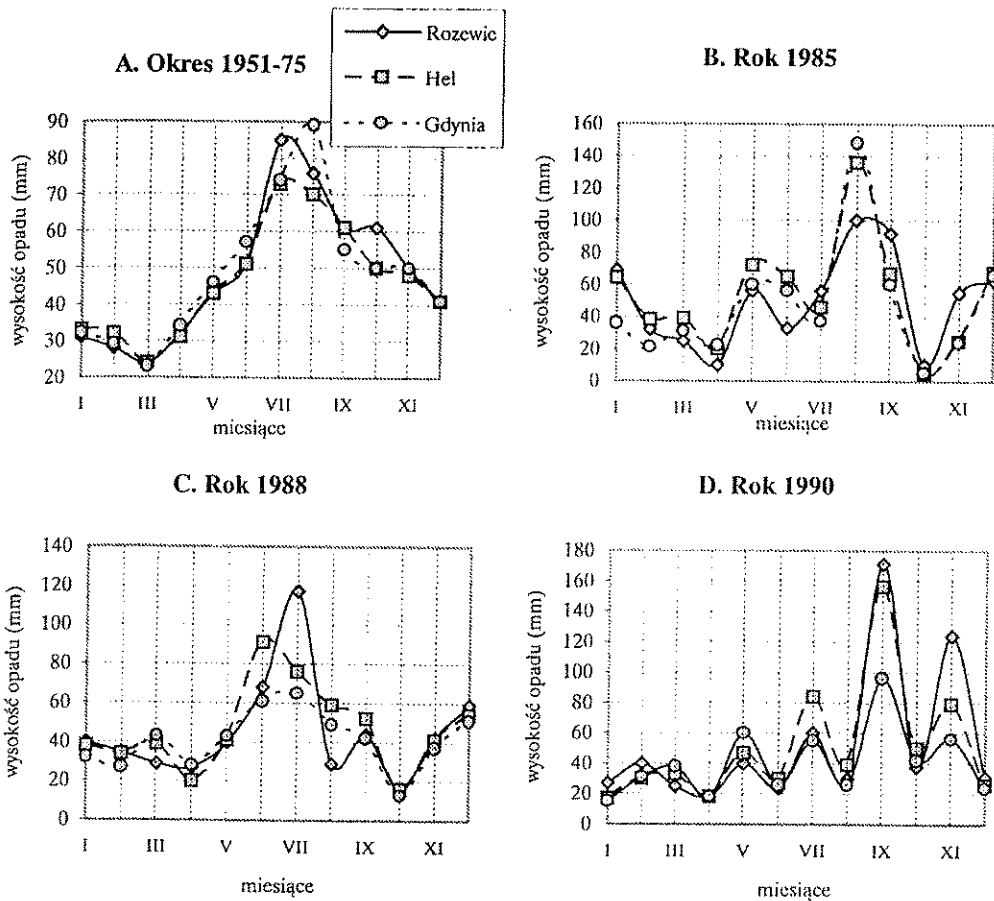 Rozewie
Hel
Gdynia
A. Okres 1951-75
wysokość opadu (mm)
90
80
70
60
50
40
30
20
I III V VII IX XI
miesiące
B. Rok 1985
wysokość opadu (mm)
160
140
120
100
80
60
40
20
0
I III V VII IX XI
miesiące
C. Rok 1988
wysokość opadu (mm)
140
120
100
80
60
40
20
0
I III V VII IX XI
miesiące
D. Rok 1990
wysokość opadu (mm)
180
160
140
120
100
80
60
40
20
0
I III V VII IX XI
miesiące